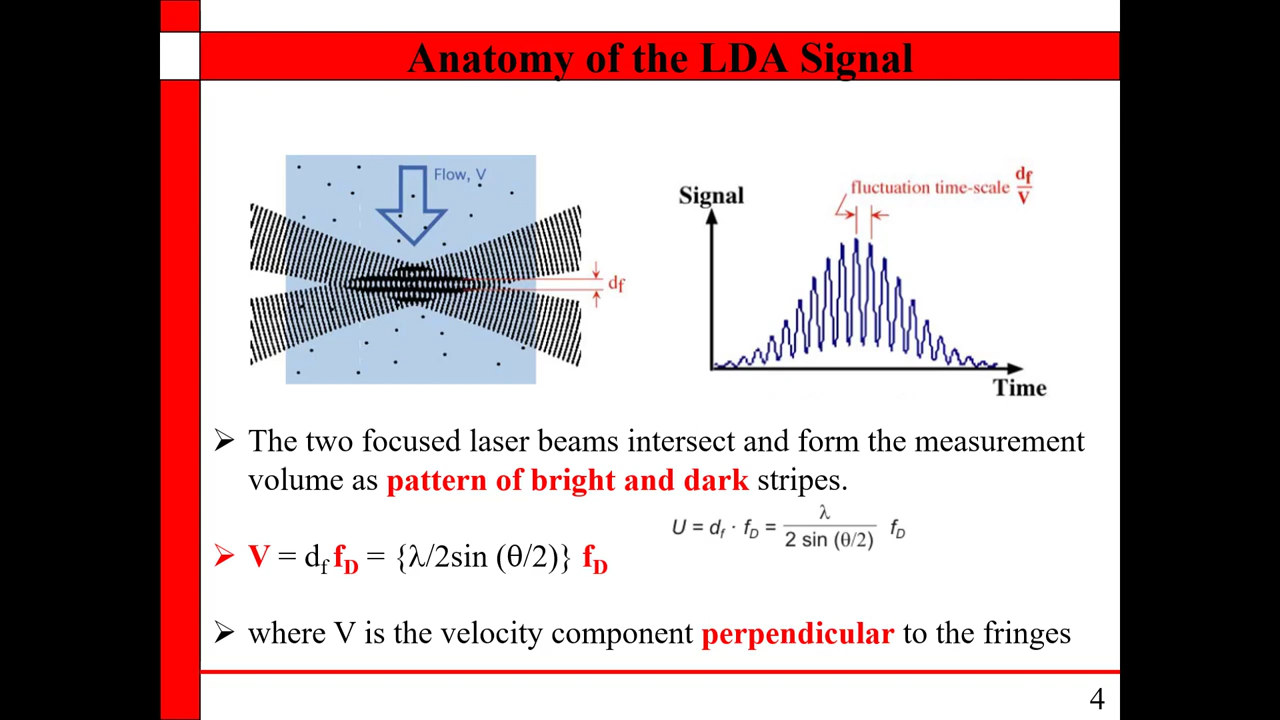 Anatomy of the LDA Signal
Flow, V
df
Signal
fluctuation time-scale df/V
Time
➢ The two focused laser beams intersect and form the measurement
volume as pattern of bright and dark stripes.
U = df · fD = λ / 2 sin (θ/2) fD
➢ V = df fD = {λ/2sin (θ/2)} fD
➢ where V is the velocity component perpendicular to the fringes
4